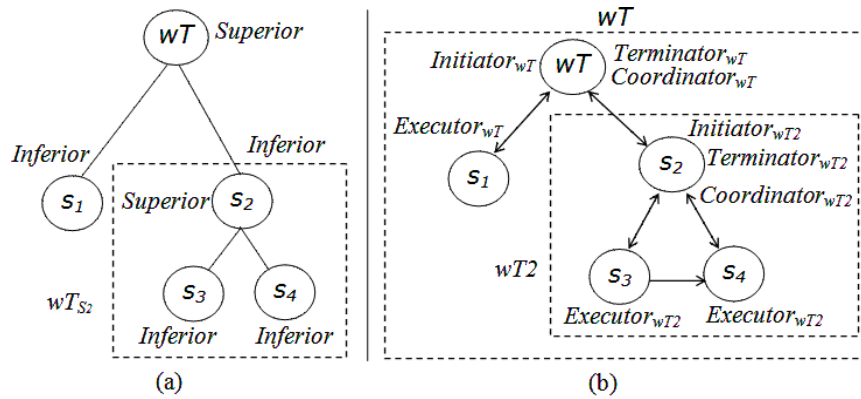 wT Superior
Inferior
Inferior
s1
Superior s2
wTS2
s3 s4
Inferior Inferior
(a)
wT
InitiatorwT wT TerminatorwT
CoordinatorwT
ExecutorwT
s1
InitiatorwT2
s2 TerminatorwT2
CoordinatorwT2
wT2
s3 s4
ExecutorwT2 ExecutorwT2
(b)